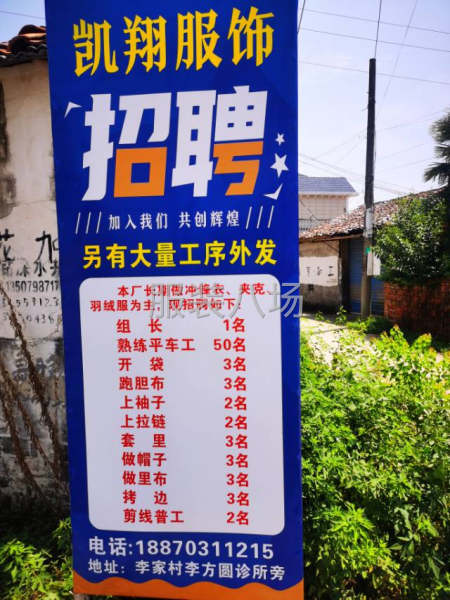 凯翔服饰
招聘
///加入我们 共创辉煌///
另有大量工序外发
本厂长期做冲锋衣、夹克、
羽绒服为主，现招聘如下
组 长 1名
熟练平车工 50名
开 袋 3名
跑胆布 3名
上袖子 2名
上拉链 2名
套 里 3名
做帽子 3名
做里布 3名
拷 边 3名
剪线普工 2名
电话:18870311215
地址: 李家村李方圆诊所旁
服装八场